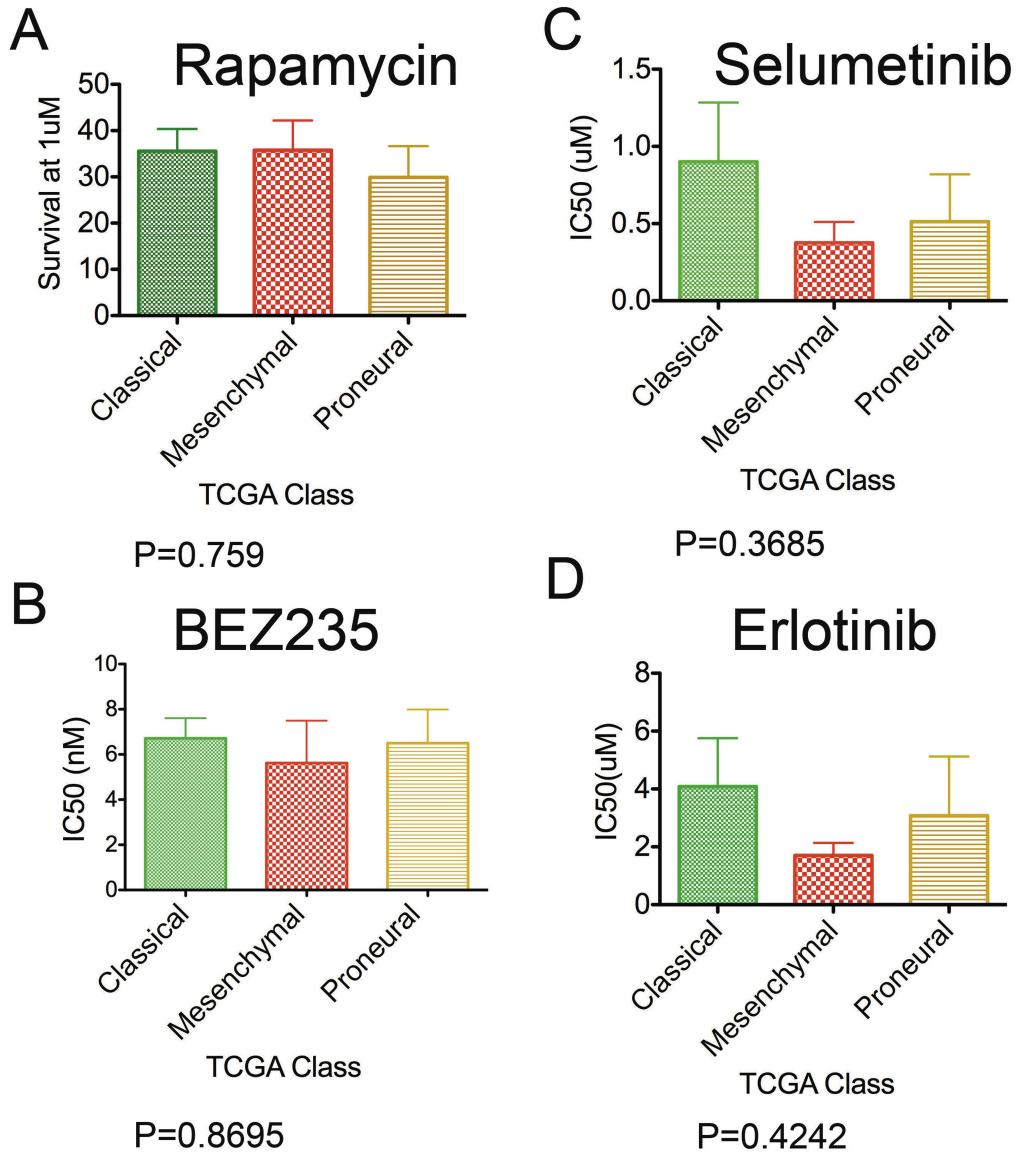 A
Rapamycin
Survival at 1uM
50
40
30
20
10
0
Classical
Mesenchymal
Proneural
TCGA Class
P=0.759
B
BEZ235
IC50 (nM)
10
8
6
4
2
0
Classical
Mesenchymal
Proneural
TCGA Class
P=0.8695
C
Selumetinib
IC50 (uM)
1.5
1.0
0.5
0.0
Classical
Mesenchymal
Proneural
TCGA Class
P=0.3685
D
Erlotinib
IC50(uM)
8
6
4
2
0
Classical
Mesenchymal
Proneural
TCGA Class
P=0.4242